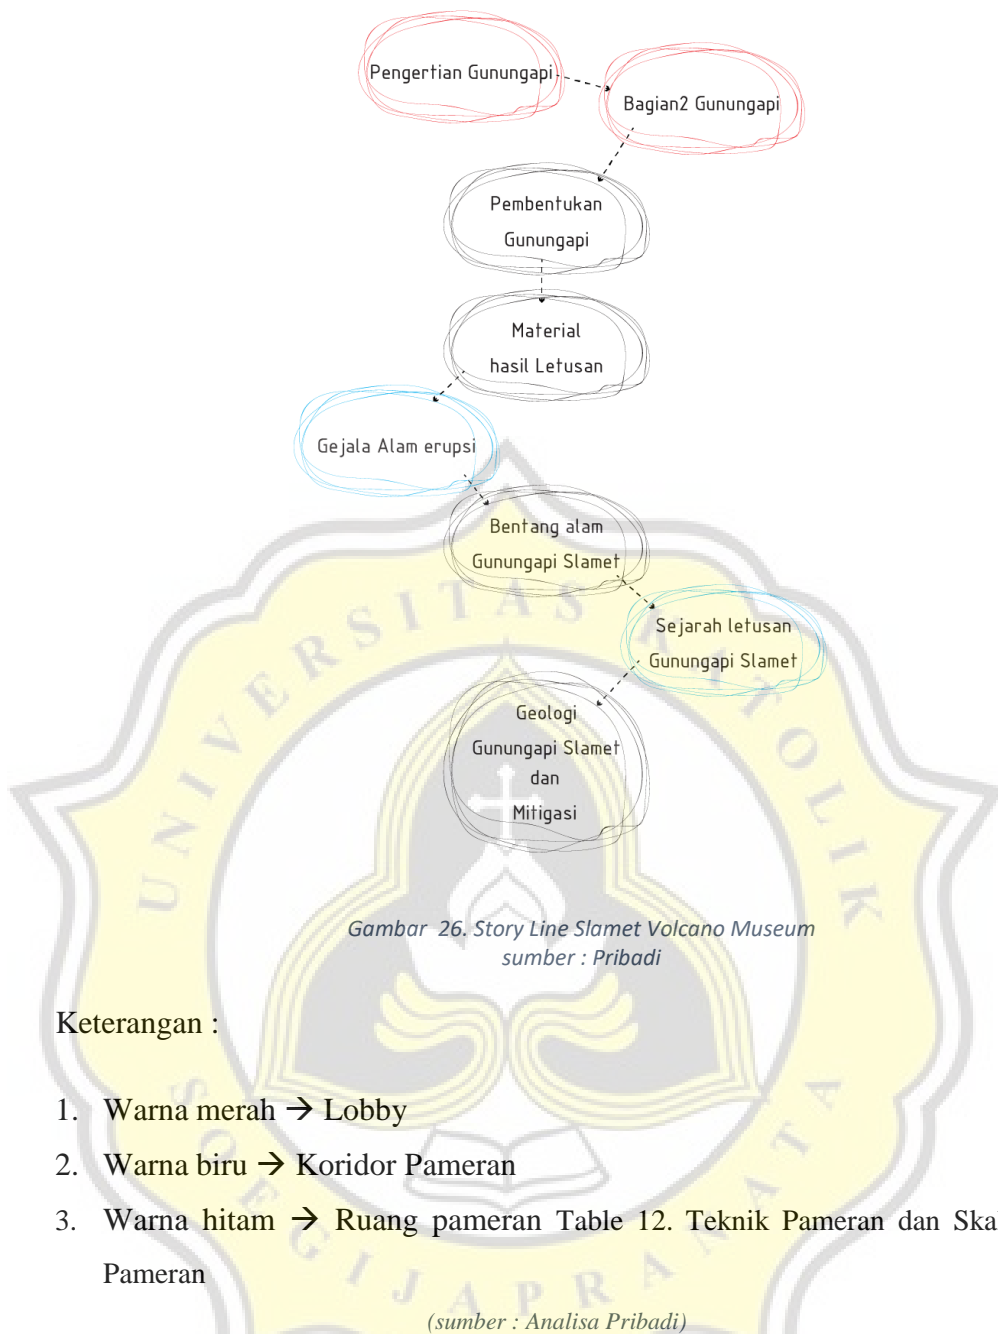 Pengertian Gunungapi
Bagian2 Gunungapi
Pembentukan
Gunungapi
Material
hasil Letusan
Gejala Alam erupsi
Bentang alam
Gunungapi Slamet
Sejarah letusan
Gunungapi Slamet
Geologi
Gunungapi Slamet
dan
Mitigasi
UNIVERSITAS KATOLIK
SOEGIJAPRANATA
Gambar 26. Story Line Slamet Volcano Museum
sumber : Pribadi
Keterangan :
1. Warna merah → Lobby
2. Warna biru → Koridor Pameran
3. Warna hitam → Ruang pameran Table 12. Teknik Pameran dan Ska
Pameran
(sumber : Analisa Pribadi)